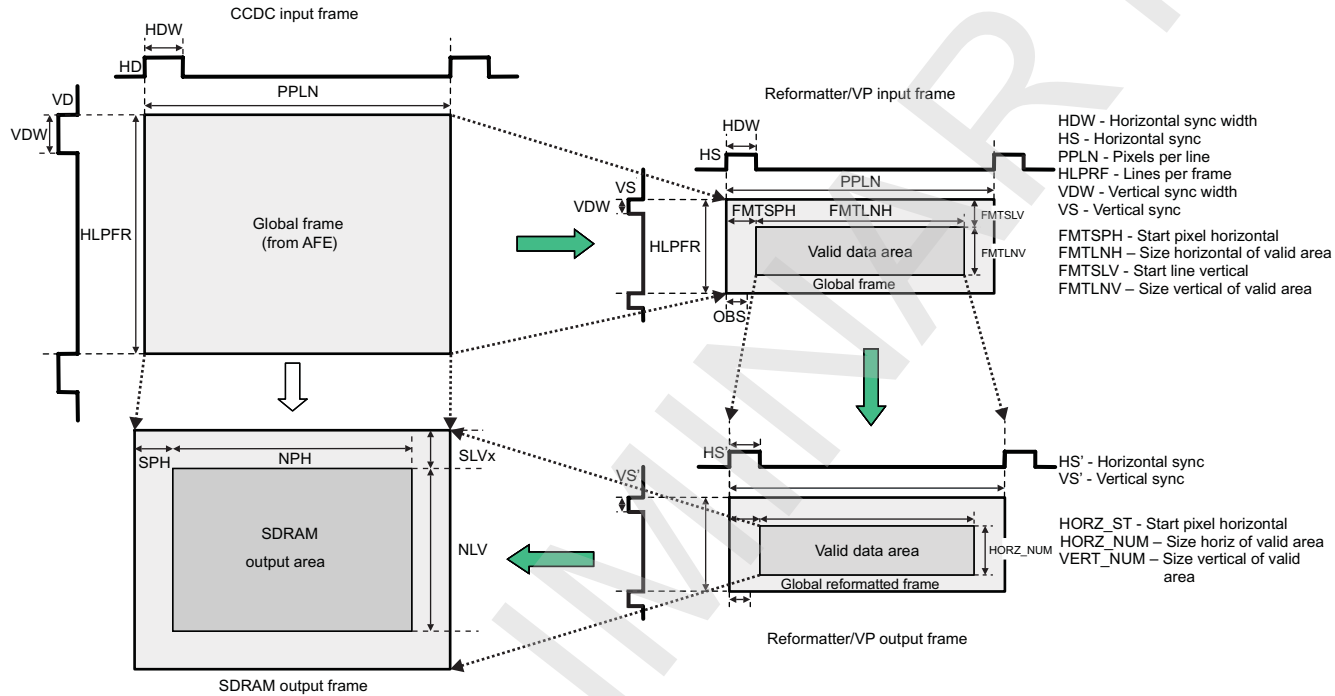 CCDC input frame
HDW
HD
PPLN
VD
VDW
HLPFR
Global frame
(from AFE)
Reformatter/VP input frame
HDW
HS
PPLN
VS
VDW
HLPFR
FMTSPH
FMTLNH
FMTSLV
FMTLNV
Valid data area
Global frame
OBS
HDW - Horizontal sync width
HS - Horizontal sync
PPLN - Pixels per line
HLPRF - Lines per frame
VDW - Vertical sync width
VS - Vertical sync
FMTSPH - Start pixel horizontal
FMTLNH – Size horizontal of valid area
FMTSLV - Start line vertical
FMTLNV – Size vertical of valid area
SPH
NPH
SLVx
NLV
SDRAM
output area
SDRAM output frame
HS'
VS'
Valid data area
HORZ_NUM
Global reformatted frame
Reformatter/VP output frame
HS' - Horizontal sync
VS' - Vertical sync
HORZ_ST - Start pixel horizontal
HORZ_NUM – Size horiz of valid area
VERT_NUM – Size vertical of valid
area
IMINAR